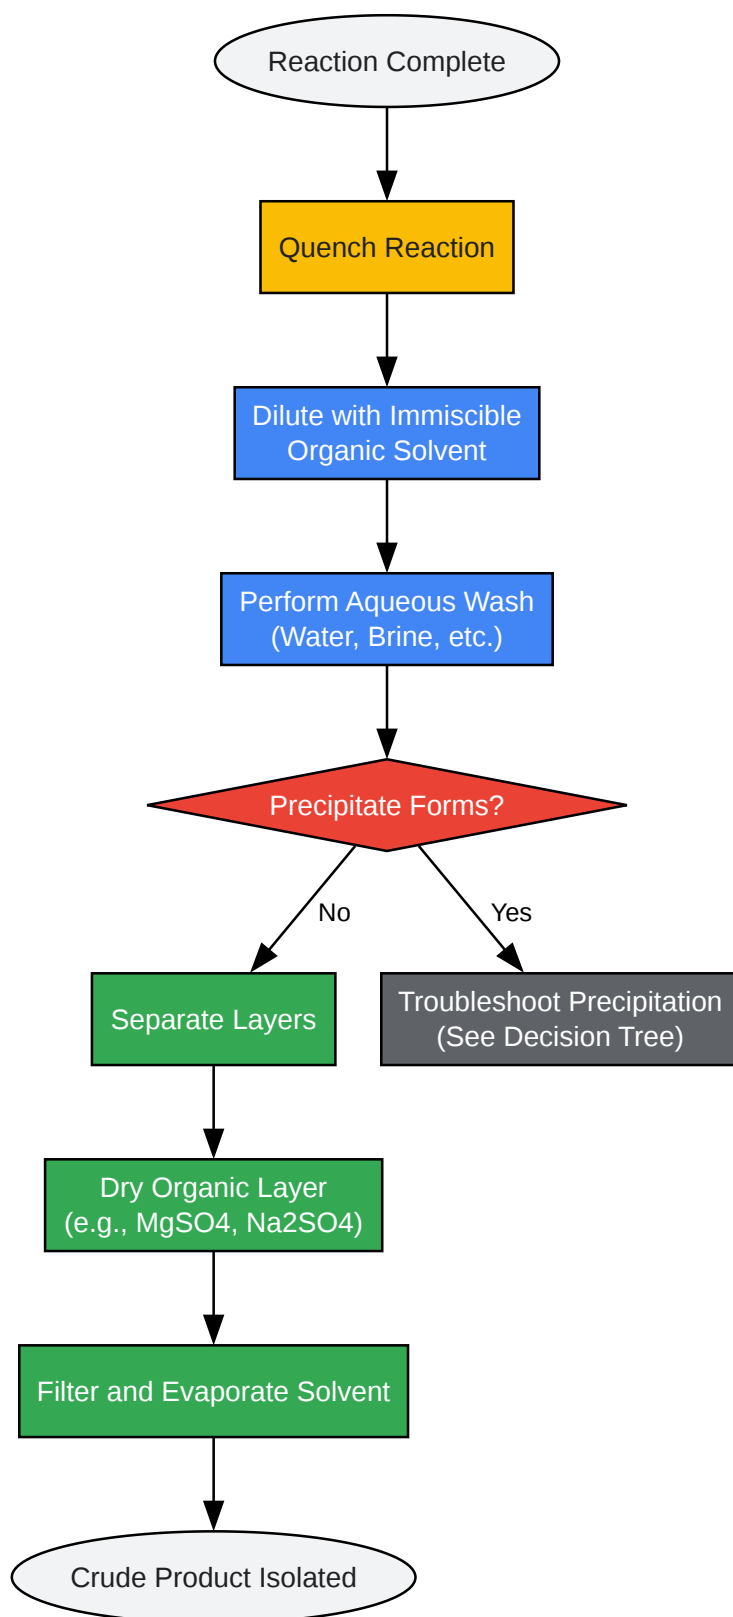 Reaction Complete
Quench Reaction
Dilute with Immiscible
Organic Solvent
Perform Aqueous Wash
(Water, Brine, etc.)
Precipitate Forms?
No
Yes
Separate Layers
Troubleshoot Precipitation
(See Decision Tree)
Dry Organic Layer
(e.g., MgSO4, Na2SO4)
Filter and Evaporate Solvent
Crude Product Isolated